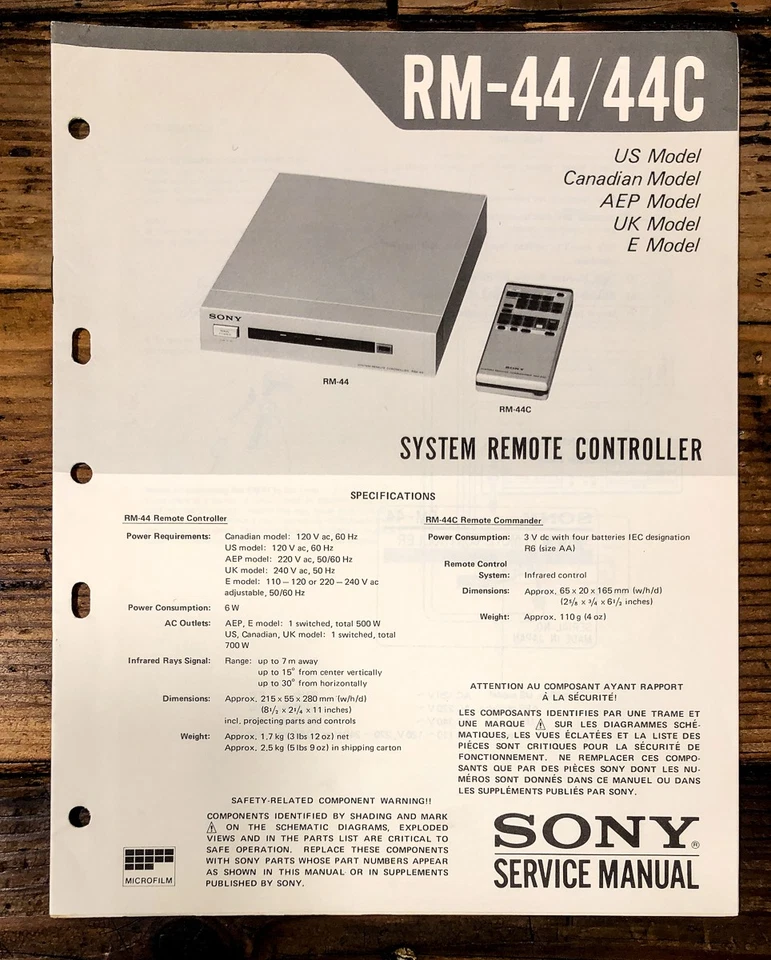 RM-44/44C
US Model
Canadian Model
AEP Model
UK Model
E Model
SONY
RM-44
SONY
RM-44C
SYSTEM REMOTE CONTROLLER
SPECIFICATIONS
RM-44 Remote Controller
Power Requirements: Canadian model: 120 V ac, 60 Hz
US model: 120 V ac, 60 Hz
AEP model: 220 V ac, 50/60 Hz
UK model: 240 V ac, 50 Hz
E model: 110 – 120 or 220 – 240 V ac
adjustable, 50/60 Hz
Power Consumption: 6 W
AC Outlets: AEP, E model: 1 switched, total 500 W
US, Canadian, UK model: 1 switched, total
700 W
Infrared Rays Signal: Range: up to 7 m away
up to 15° from center vertically
up to 30° from horizontally
Dimensions: Approx. 215 x 55 x 280 mm (w/h/d)
(8 1/2 x 2 1/4 x 11 inches)
incl. projecting parts and controls
Weight: Approx. 1,7 kg (3 lbs 12 oz) net
Approx. 2,5 kg (5 lbs 9 oz) in shipping carton
RM-44C Remote Commander
Power Consumption: 3 V dc with four batteries IEC designation
R6 (size AA)
Remote Control
System: Infrared control
Dimensions: Approx. 65 x 20 x 165 mm (w/h/d)
(2 5/8 x 3/4 x 6 1/2 inches)
Weight: Approx. 110 g (4 oz)
ATTENTION AU COMPOSANT AYANT RAPPORT
À LA SÉCURITÉ!
LES COMPOSANTS IDENTIFIÉS PAR UNE TRAME ET
UNE MARQUE ⚠ SUR LES DIAGRAMMES SCHÉ-
MATIQUES, LES VUES ÉCLATÉES ET LA LISTE DES
PIÈCES SONT CRITIQUES POUR LA SÉCURITÉ DE
FONCTIONNEMENT. NE REMPLACER CES COMPO-
SANTS QUE PAR DES PIÈCES SONY DONT LES NU-
MÉROS SONT DONNÉS DANS CE MANUEL OU DANS
LES SUPPLÉMENTS PUBLIÉS PAR SONY.
SAFETY-RELATED COMPONENT WARNING!!
COMPONENTS IDENTIFIED BY SHADING AND MARK
⚠ ON THE SCHEMATIC DIAGRAMS, EXPLODED
VIEWS AND IN THE PARTS LIST ARE CRITICAL TO
SAFE OPERATION. REPLACE THESE COMPONENTS
WITH SONY PARTS WHOSE PART NUMBERS APPEAR
AS SHOWN IN THIS MANUAL OR IN SUPPLEMENTS
PUBLISHED BY SONY.
MICROFILM
SONY®
SERVICE MANUAL